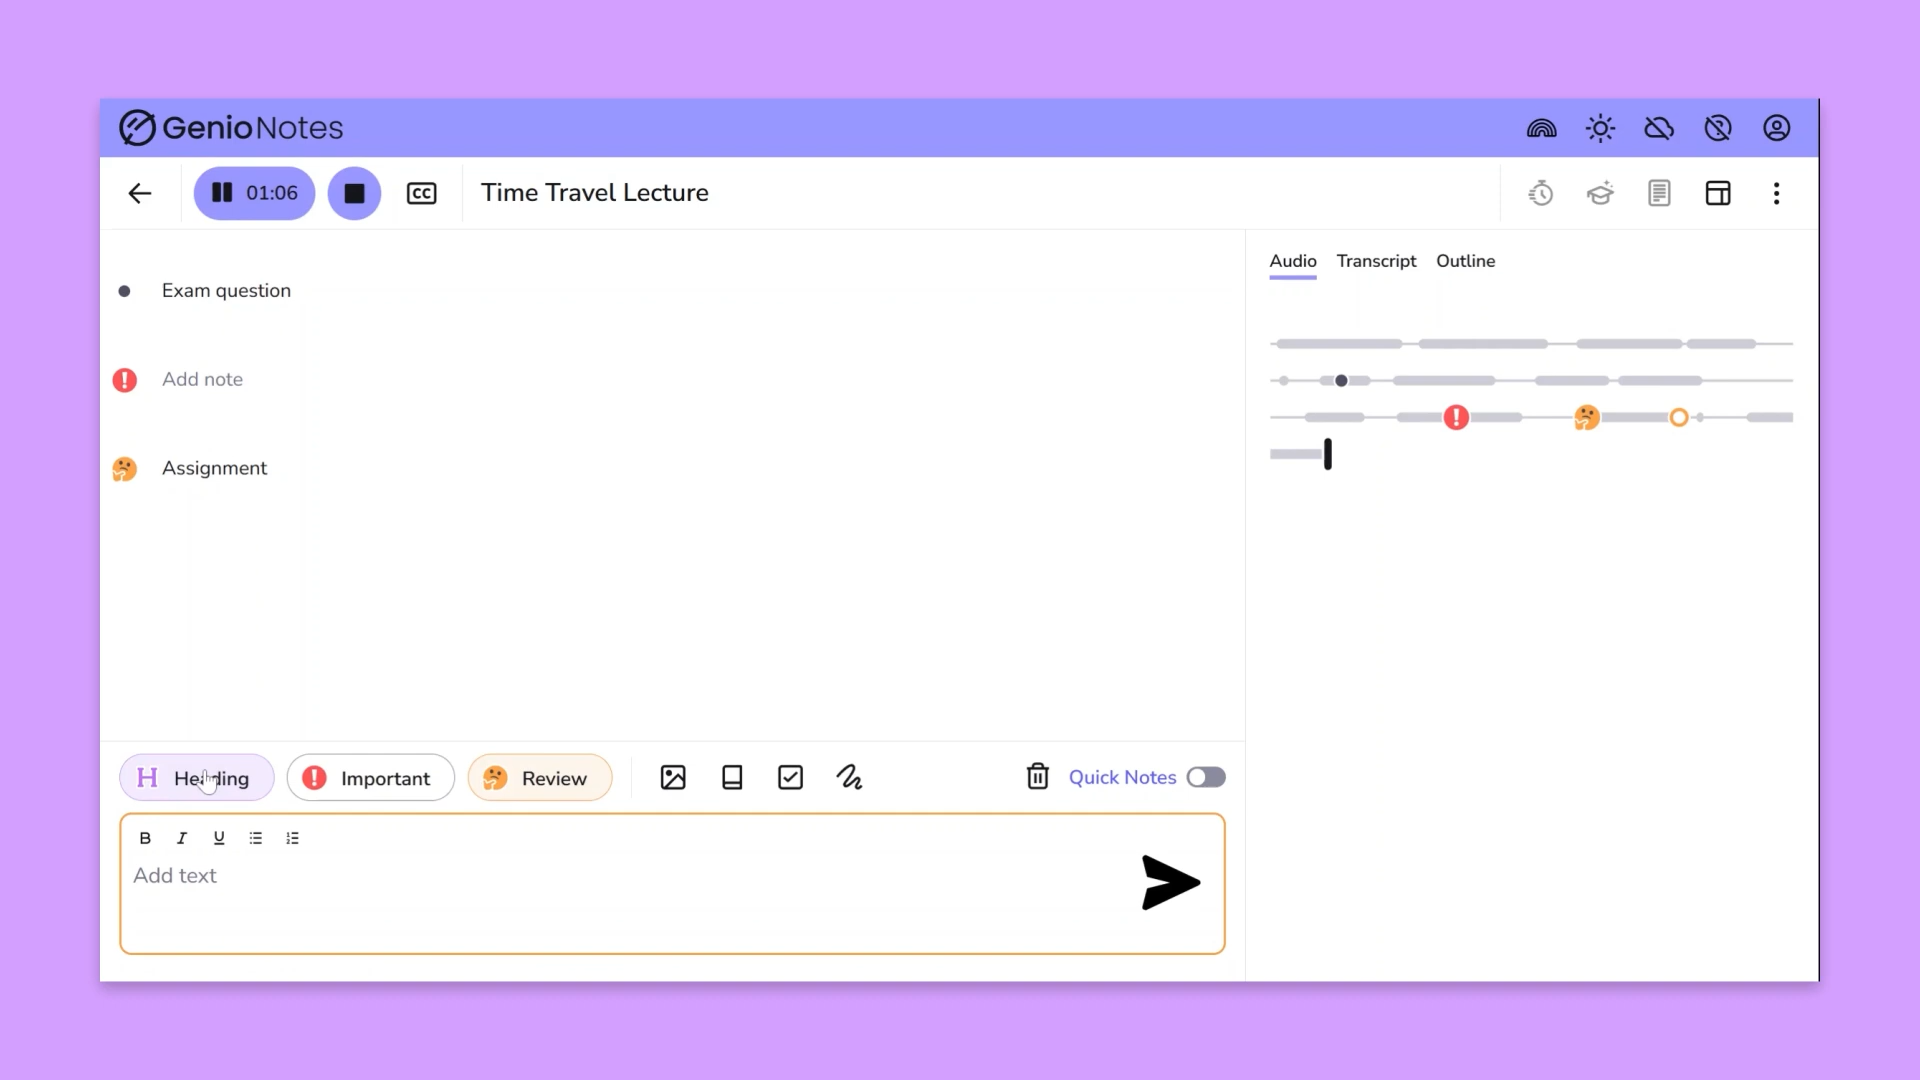 GenioNotes
01:06
CC
Time Travel Lecture
Exam question
Add note
Assignment
Audio Transcript Outline
H Heading
Important
Review
Quick Notes
B I U
Add text